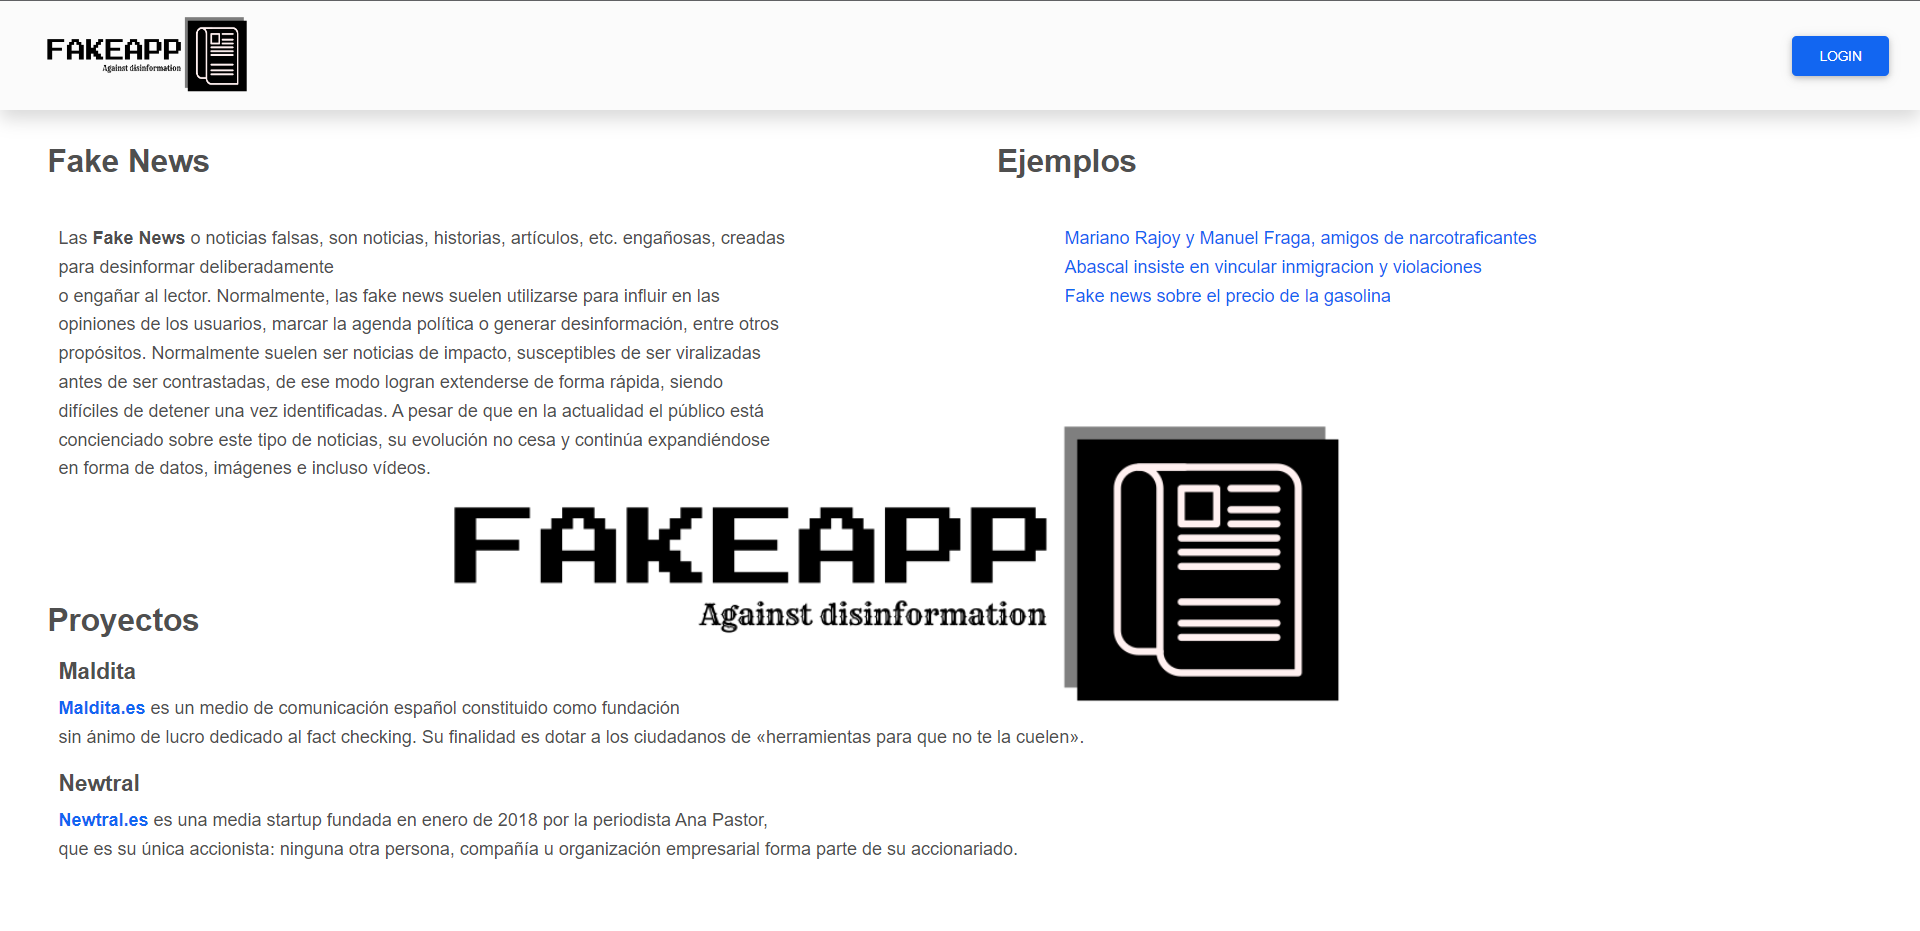 FAKEAPP
Against disinformation
LOGIN
Fake News
Las Fake News o noticias falsas, son noticias, historias, artículos, etc. engañosas, creadas
para desinformar deliberadamente
o engañar al lector. Normalmente, las fake news suelen utilizarse para influir en las
opiniones de los usuarios, marcar la agenda política o generar desinformación, entre otros
propósitos. Normalmente suelen ser noticias de impacto, susceptibles de ser viralizadas
antes de ser contrastadas, de ese modo logran extenderse de forma rápida, siendo
difíciles de detener una vez identificadas. A pesar de que en la actualidad el público está
concienciado sobre este tipo de noticias, su evolución no cesa y continúa expandiéndose
en forma de datos, imágenes e incluso vídeos.
Ejemplos
Mariano Rajoy y Manuel Fraga, amigos de narcotraficantes
Abascal insiste en vincular inmigracion y violaciones
Fake news sobre el precio de la gasolina
FAKEAPP
Against disinformation
Proyectos
Maldita
Maldita.es es un medio de comunicación español constituido como fundación
sin ánimo de lucro dedicado al fact checking. Su finalidad es dotar a los ciudadanos de «herramientas para que no te la cuelen».
Newtral
Newtral.es es una media startup fundada en enero de 2018 por la periodista Ana Pastor,
que es su única accionista: ninguna otra persona, compañía u organización empresarial forma parte de su accionariado.